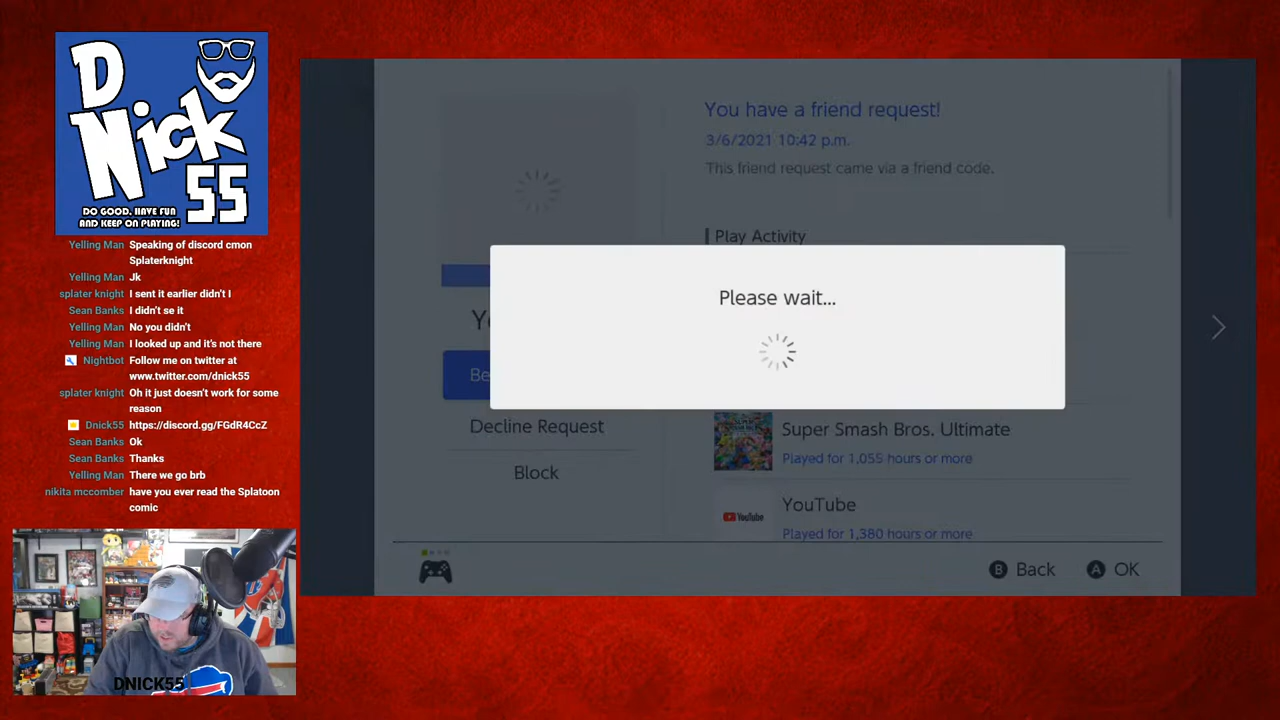 D
Nick
55
DO GOOD. HAVE FUN
AND KEEP ON PLAYING!
Yelling Man Speaking of discord cmon
Splaterknight
Yelling Man Jk
splater knight I sent it earlier didn't I
Sean Banks I didn't se it
Yelling Man No you didn't
Yelling Man I looked up and it's not there
Nightbot Follow me on twitter at
www.twitter.com/dnick55
splater knight Oh it just doesn't work for some
reason
Dnick55 https://discord.gg/FGdR4CcZ
Sean Banks Ok
Sean Banks Thanks
Yelling Man There we go brb
nikita mccomber have you ever read the Splatoon
comic
DNICK55
You have a friend request!
3/6/2021 10:42 p.m.
This friend request came via a friend code.
Play Activity
Please wait...
Decline Request
Block
Super Smash Bros. Ultimate
Played for 1,055 hours or more
YouTube
YouTube
Played for 1,380 hours or more
B Back
A OK